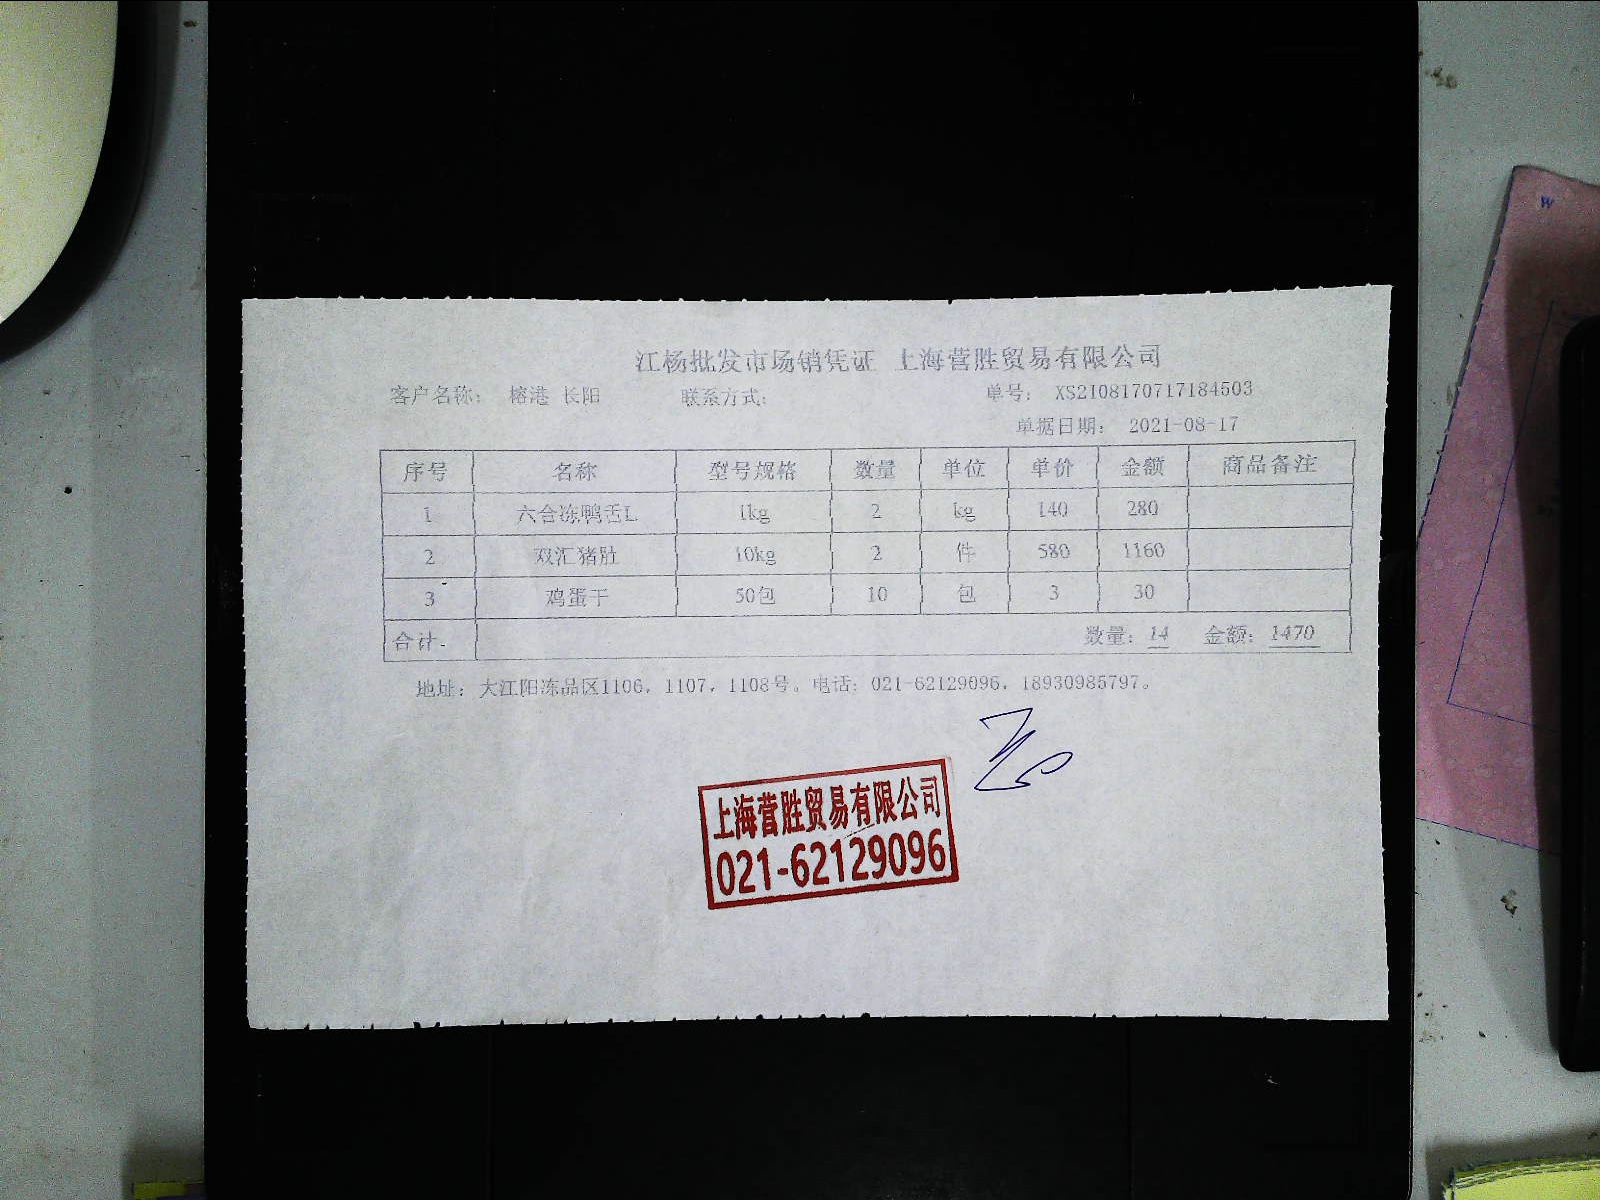 江杨批发市场销凭证 上海营胜贸易有限公司
客户名称： 榕港 长阳 联系方式： 单号： XS2108170717184503
单据日期： 2021-08-17
序号 名称 型号规格 数量 单位 单价 金额 商品备注
1 六合冻鸭舌L 1kg 2 kg 140 280
2 双汇猪肚 10kg 2 件 580 1160
3 鸡蛋干 50包 10 包 3 30
合计. 数量：14 金额：1470
地址：大江阳冻品区1106，1107，1108号。电话：021-62129096，18930985797。
上海营胜贸易有限公司
021-62129096
W